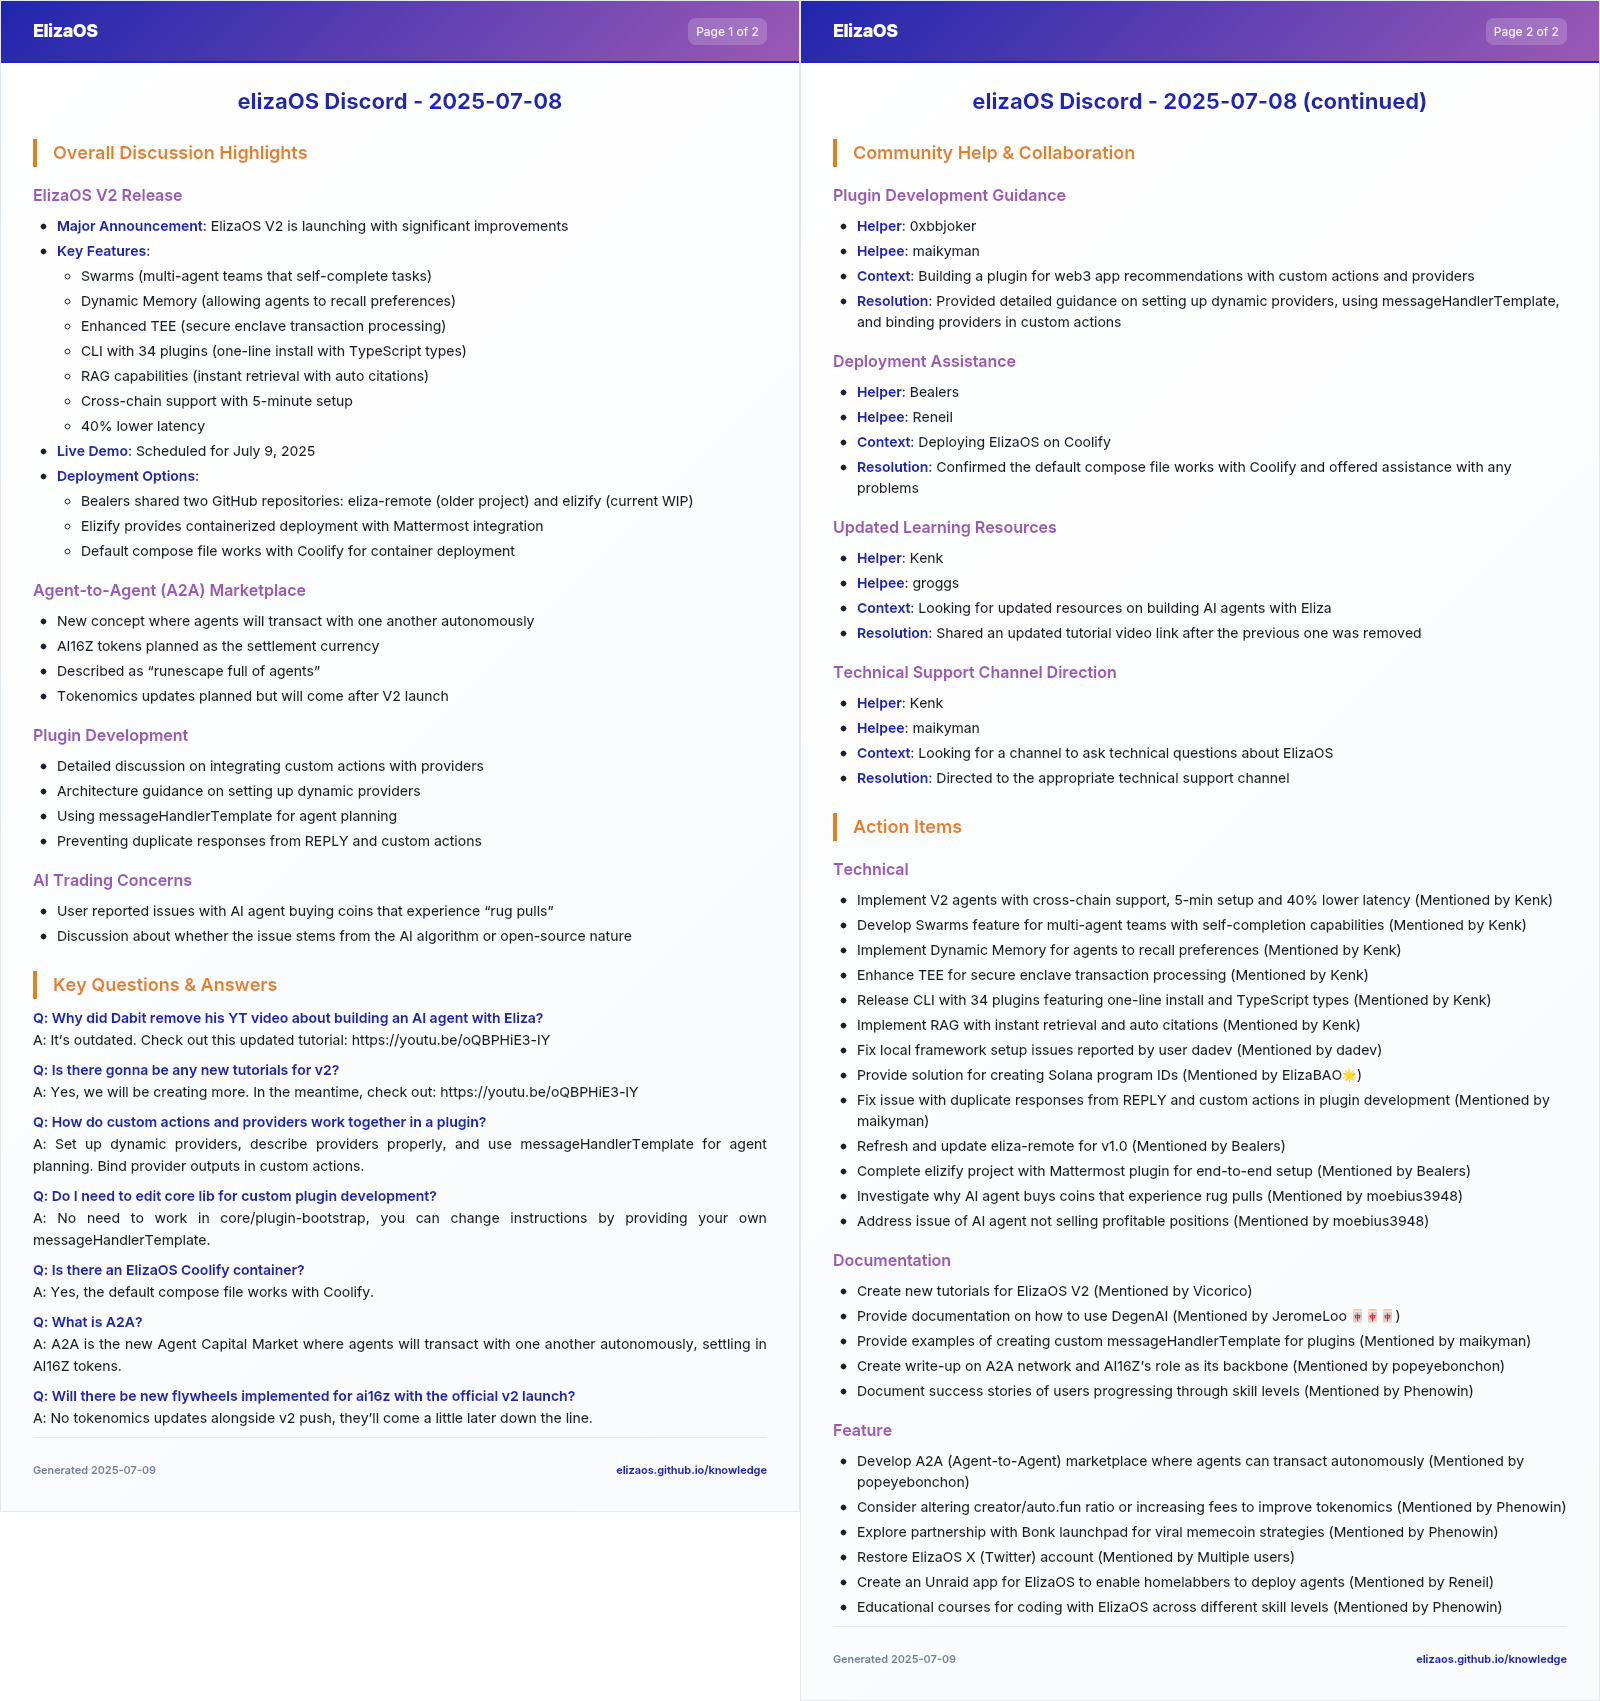 ElizaOS
Page 1 of 2
elizaOS Discord - 2025-07-08
Overall Discussion Highlights
ElizaOS V2 Release
• Major Announcement: ElizaOS V2 is launching with significant improvements
• Key Features:
◦ Swarms (multi-agent teams that self-complete tasks)
◦ Dynamic Memory (allowing agents to recall preferences)
◦ Enhanced TEE (secure enclave transaction processing)
◦ CLI with 34 plugins (one-line install with TypeScript types)
◦ RAG capabilities (instant retrieval with auto citations)
◦ Cross-chain support with 5-minute setup
◦ 40% lower latency
• Live Demo: Scheduled for July 9, 2025
• Deployment Options:
◦ Bealers shared two GitHub repositories: eliza-remote (older project) and elizify (current WIP)
◦ Elizify provides containerized deployment with Mattermost integration
◦ Default compose file works with Coolify for container deployment
Agent-to-Agent (A2A) Marketplace
• New concept where agents will transact with one another autonomously
• AI16Z tokens planned as the settlement currency
• Described as “runescape full of agents”
• Tokenomics updates planned but will come after V2 launch
Plugin Development
• Detailed discussion on integrating custom actions with providers
• Architecture guidance on setting up dynamic providers
• Using messageHandlerTemplate for agent planning
• Preventing duplicate responses from REPLY and custom actions
AI Trading Concerns
• User reported issues with AI agent buying coins that experience “rug pulls”
• Discussion about whether the issue stems from the AI algorithm or open-source nature
Key Questions & Answers
Q: Why did Dabit remove his YT video about building an AI agent with Eliza?
A: It’s outdated. Check out this updated tutorial: https://youtu.be/oQBPHiE3-IY
Q: Is there gonna be any new tutorials for v2?
A: Yes, we will be creating more. In the meantime, check out: https://youtu.be/oQBPHiE3-IY
Q: How do custom actions and providers work together in a plugin?
A: Set up dynamic providers, describe providers properly, and use messageHandlerTemplate for agent
planning. Bind provider outputs in custom actions.
Q: Do I need to edit core lib for custom plugin development?
A: No need to work in core/plugin-bootstrap, you can change instructions by providing your own
messageHandlerTemplate.
Q: Is there an ElizaOS Coolify container?
A: Yes, the default compose file works with Coolify.
Q: What is A2A?
A: A2A is the new Agent Capital Market where agents will transact with one another autonomously, settling in
AI16Z tokens.
Q: Will there be new flywheels implemented for ai16z with the official v2 launch?
A: No tokenomics updates alongside v2 push, they’ll come a little later down the line.
Generated 2025-07-09
elizaos.github.io/knowledge
ElizaOS
Page 2 of 2
elizaOS Discord - 2025-07-08 (continued)
Community Help & Collaboration
Plugin Development Guidance
• Helper: 0xbbjoker
• Helpee: maikyman
• Context: Building a plugin for web3 app recommendations with custom actions and providers
• Resolution: Provided detailed guidance on setting up dynamic providers, using messageHandlerTemplate,
and binding providers in custom actions
Deployment Assistance
• Helper: Bealers
• Helpee: Reneil
• Context: Deploying ElizaOS on Coolify
• Resolution: Confirmed the default compose file works with Coolify and offered assistance with any
problems
Updated Learning Resources
• Helper: Kenk
• Helpee: groggs
• Context: Looking for updated resources on building AI agents with Eliza
• Resolution: Shared an updated tutorial video link after the previous one was removed
Technical Support Channel Direction
• Helper: Kenk
• Helpee: maikyman
• Context: Looking for a channel to ask technical questions about ElizaOS
• Resolution: Directed to the appropriate technical support channel
Action Items
Technical
• Implement V2 agents with cross-chain support, 5-min setup and 40% lower latency (Mentioned by Kenk)
• Develop Swarms feature for multi-agent teams with self-completion capabilities (Mentioned by Kenk)
• Implement Dynamic Memory for agents to recall preferences (Mentioned by Kenk)
• Enhance TEE for secure enclave transaction processing (Mentioned by Kenk)
• Release CLI with 34 plugins featuring one-line install and TypeScript types (Mentioned by Kenk)
• Implement RAG with instant retrieval and auto citations (Mentioned by Kenk)
• Fix local framework setup issues reported by user dadev (Mentioned by dadev)
• Provide solution for creating Solana program IDs (Mentioned by ElizaBAO🌟)
• Fix issue with duplicate responses from REPLY and custom actions in plugin development (Mentioned by
maikyman)
• Refresh and update eliza-remote for v1.0 (Mentioned by Bealers)
• Complete elizify project with Mattermost plugin for end-to-end setup (Mentioned by Bealers)
• Investigate why AI agent buys coins that experience rug pulls (Mentioned by moebius3948)
• Address issue of AI agent not selling profitable positions (Mentioned by moebius3948)
Documentation
• Create new tutorials for ElizaOS V2 (Mentioned by Vicorico)
• Provide documentation on how to use DegenAI (Mentioned by JeromeLoo 🀄🀄🀄)
• Provide examples of creating custom messageHandlerTemplate for plugins (Mentioned by maikyman)
• Create write-up on A2A network and AI16Z’s role as its backbone (Mentioned by popeyebonchon)
• Document success stories of users progressing through skill levels (Mentioned by Phenowin)
Feature
• Develop A2A (Agent-to-Agent) marketplace where agents can transact autonomously (Mentioned by
popeyebonchon)
• Consider altering creator/auto.fun ratio or increasing fees to improve tokenomics (Mentioned by Phenowin)
• Explore partnership with Bonk launchpad for viral memecoin strategies (Mentioned by Phenowin)
• Restore ElizaOS X (Twitter) account (Mentioned by Multiple users)
• Create an Unraid app for ElizaOS to enable homelabbers to deploy agents (Mentioned by Reneil)
• Educational courses for coding with ElizaOS across different skill levels (Mentioned by Phenowin)
Generated 2025-07-09
elizaos.github.io/knowledge